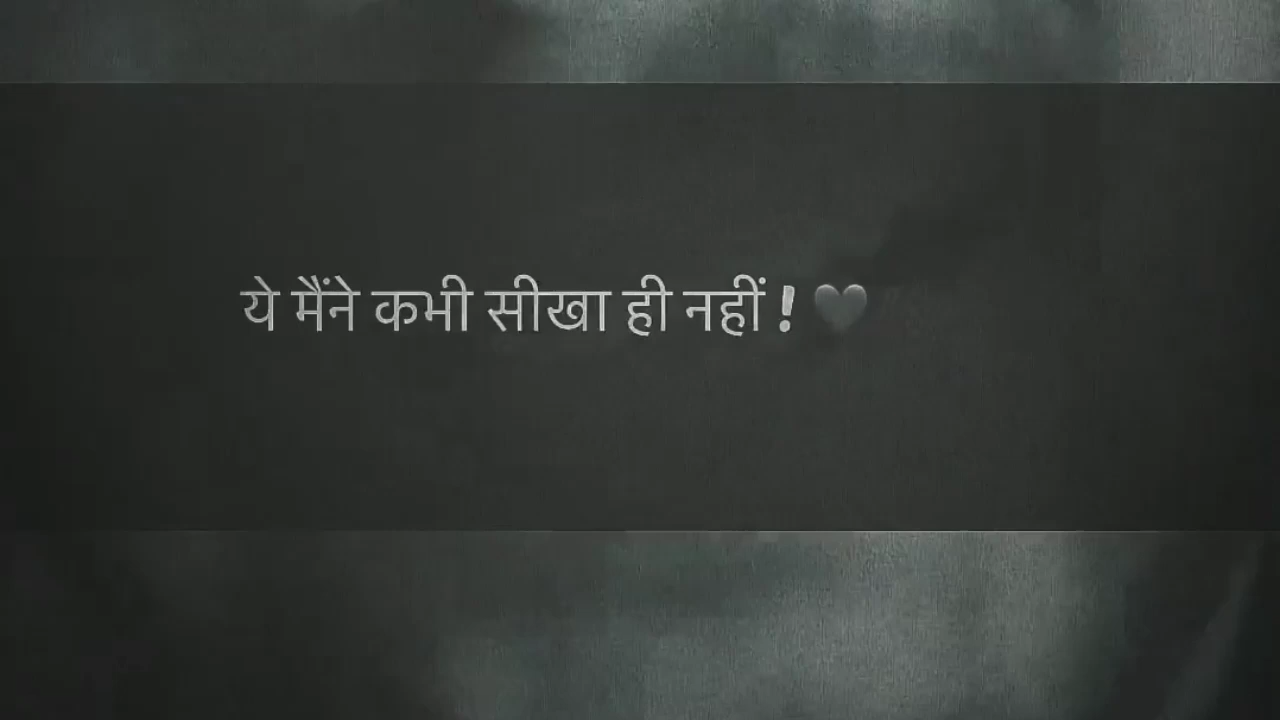 ये मैंने कभी सीखा ही नहीं ! 🖤